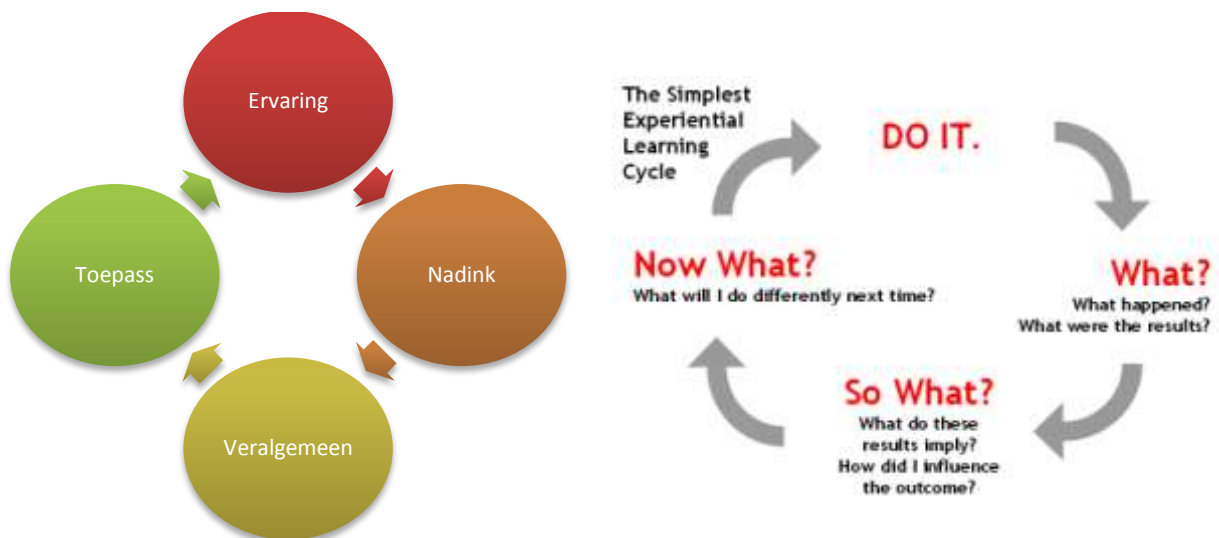 Ervaring
Nadink
Veralgemeen
Toepass
The Simplest
Experiential
Learning
Cycle
DO IT.
What?
What happened?
What were the results?
So What?
What do these
results imply?
How did I influence
the outcome?
Now What?
What will I do differently next time?